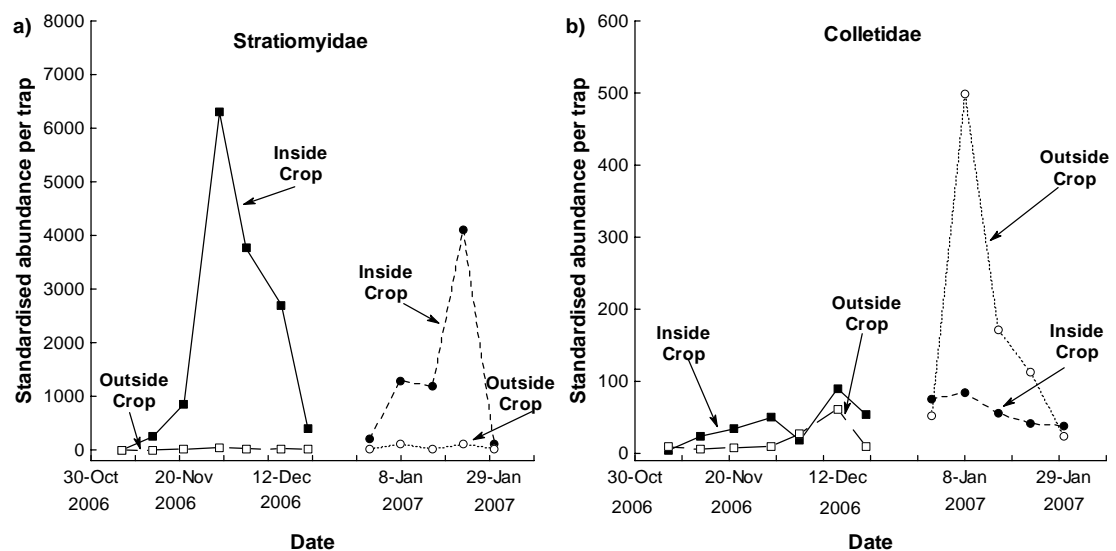 a)
Stratiomyidae
Standardised abundance per trap
8000
7000
6000
5000
4000
3000
2000
1000
0
Inside
Crop
Inside
Crop
Outside
Crop
Outside
Crop
30-Oct
2006
20-Nov
2006
12-Dec
2006
8-Jan
2007
29-Jan
2007
Date
b)
Colletidae
Standardised abundance per trap
600
500
400
300
200
100
0
Outside
Crop
Outside
Crop
Inside
Crop
Inside
Crop
30-Oct
2006
20-Nov
2006
12-Dec
2006
8-Jan
2007
29-Jan
2007
Date